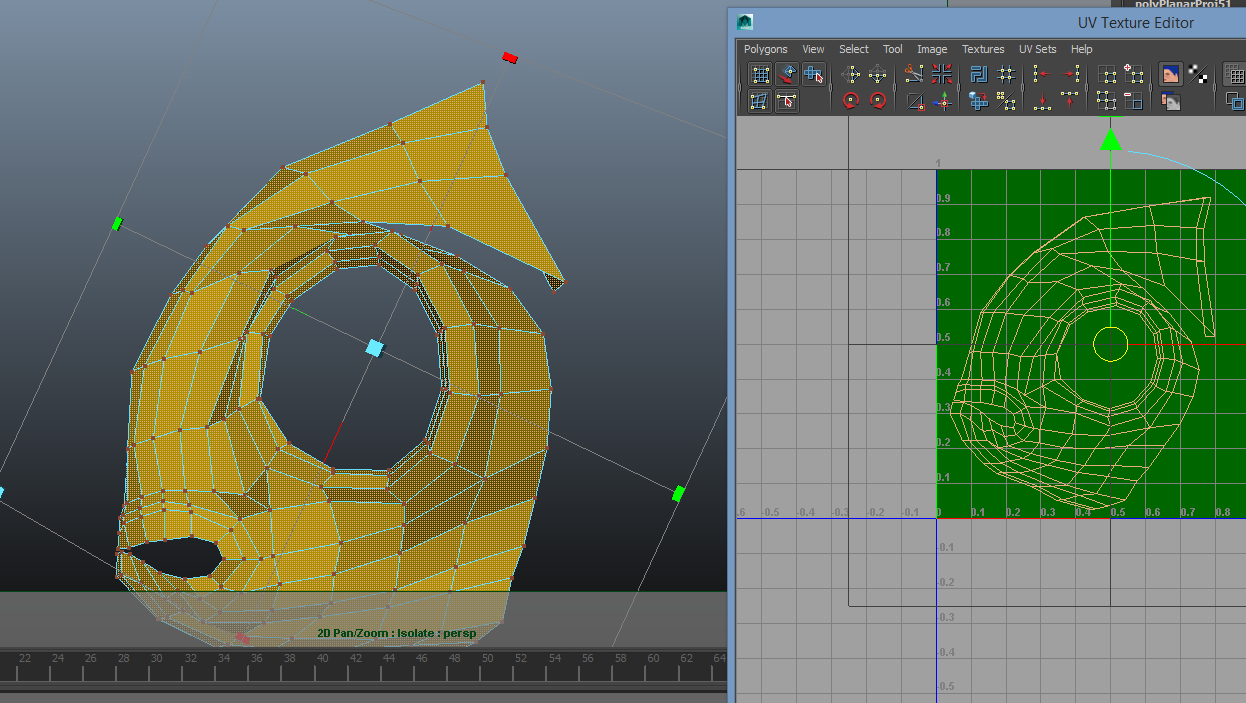 polyPlanarProj51
UV Texture Editor
Polygons View Select Tool Image Textures UV Sets Help
1
0.9
0.8
0.7
0.6
0.5
0.4
0.3
0.2
0.1
.6 -0.5 -0.4 -0.3 -0.2 -0.1 0 0.1 0.2 0.3 0.4 0.5 0.6 0.7 0.8
-0.1
-0.2
-0.3
-0.4
-0.5
2D Pan/Zoom : Isolate : persp
22 24 26 28 30 32 34 36 38 40 42 44 46 48 50 52 54 56 58 60 62 64